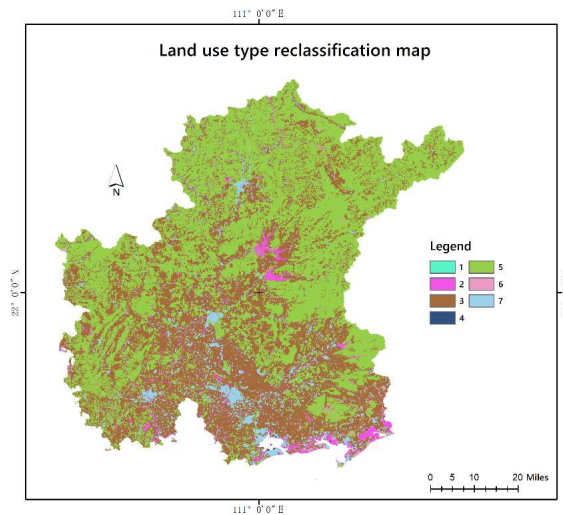 111° 0′0″E
Land use type reclassification map
22° 0′0″N
Legend
1 5
2 6
3 7
4
0 5 10 20 Miles
111° 0′0″E